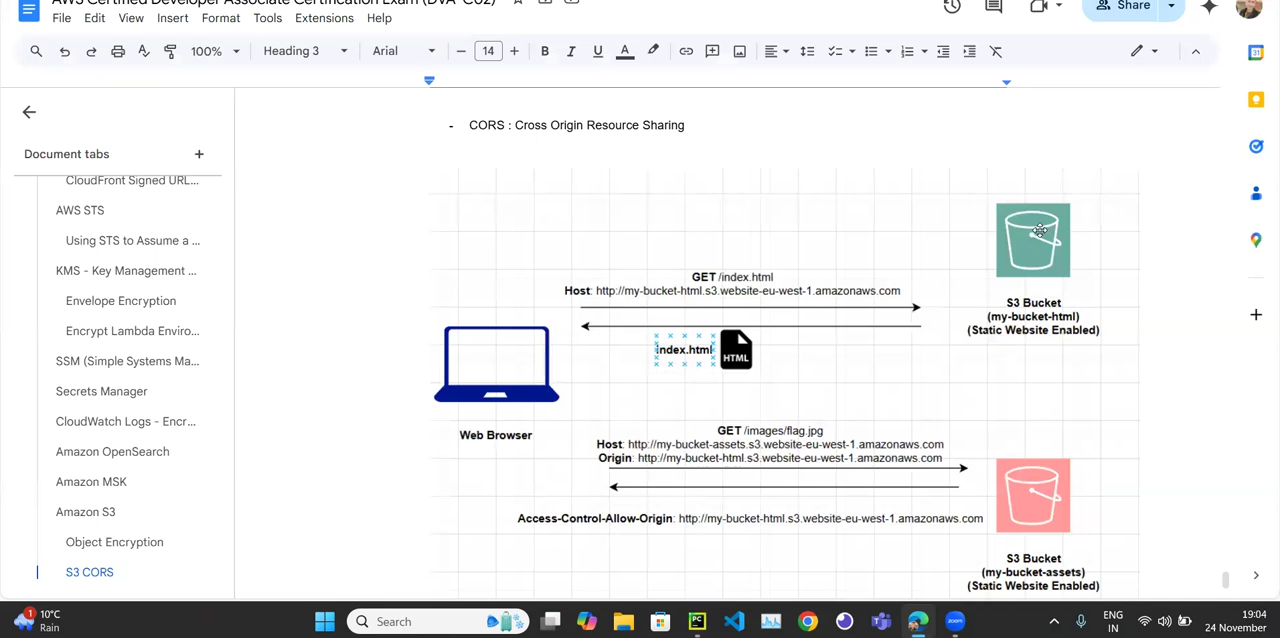 AWS Certified Developer Associate Certification Exam (DVA-C02)
File Edit View Insert Format Tools Extensions Help
Share
100% Heading 3 Arial 14 B I U A
31
Document tabs
CloudFront Signed URL...
AWS STS
Using STS to Assume a ...
KMS - Key Management ...
Envelope Encryption
Encrypt Lambda Enviro...
SSM (Simple Systems Ma...
Secrets Manager
CloudWatch Logs - Encr...
Amazon OpenSearch
Amazon MSK
Amazon S3
Object Encryption
S3 CORS
- CORS : Cross Origin Resource Sharing
GET /index.html
Host: http://my-bucket-html.s3.website-eu-west-1.amazonaws.com
index.html
HTML
S3 Bucket
(my-bucket-html)
(Static Website Enabled)
Web Browser
GET /images/flag.jpg
Host: http://my-bucket-assets.s3.website-eu-west-1.amazonaws.com
Origin: http://my-bucket-html.s3.website-eu-west-1.amazonaws.com
Access-Control-Allow-Origin: http://my-bucket-html.s3.website-eu-west-1.amazonaws.com
S3 Bucket
(my-bucket-assets)
(Static Website Enabled)
1
10°C
Rain
Search
PC
zoom
ENG
IN
19:04
24 November